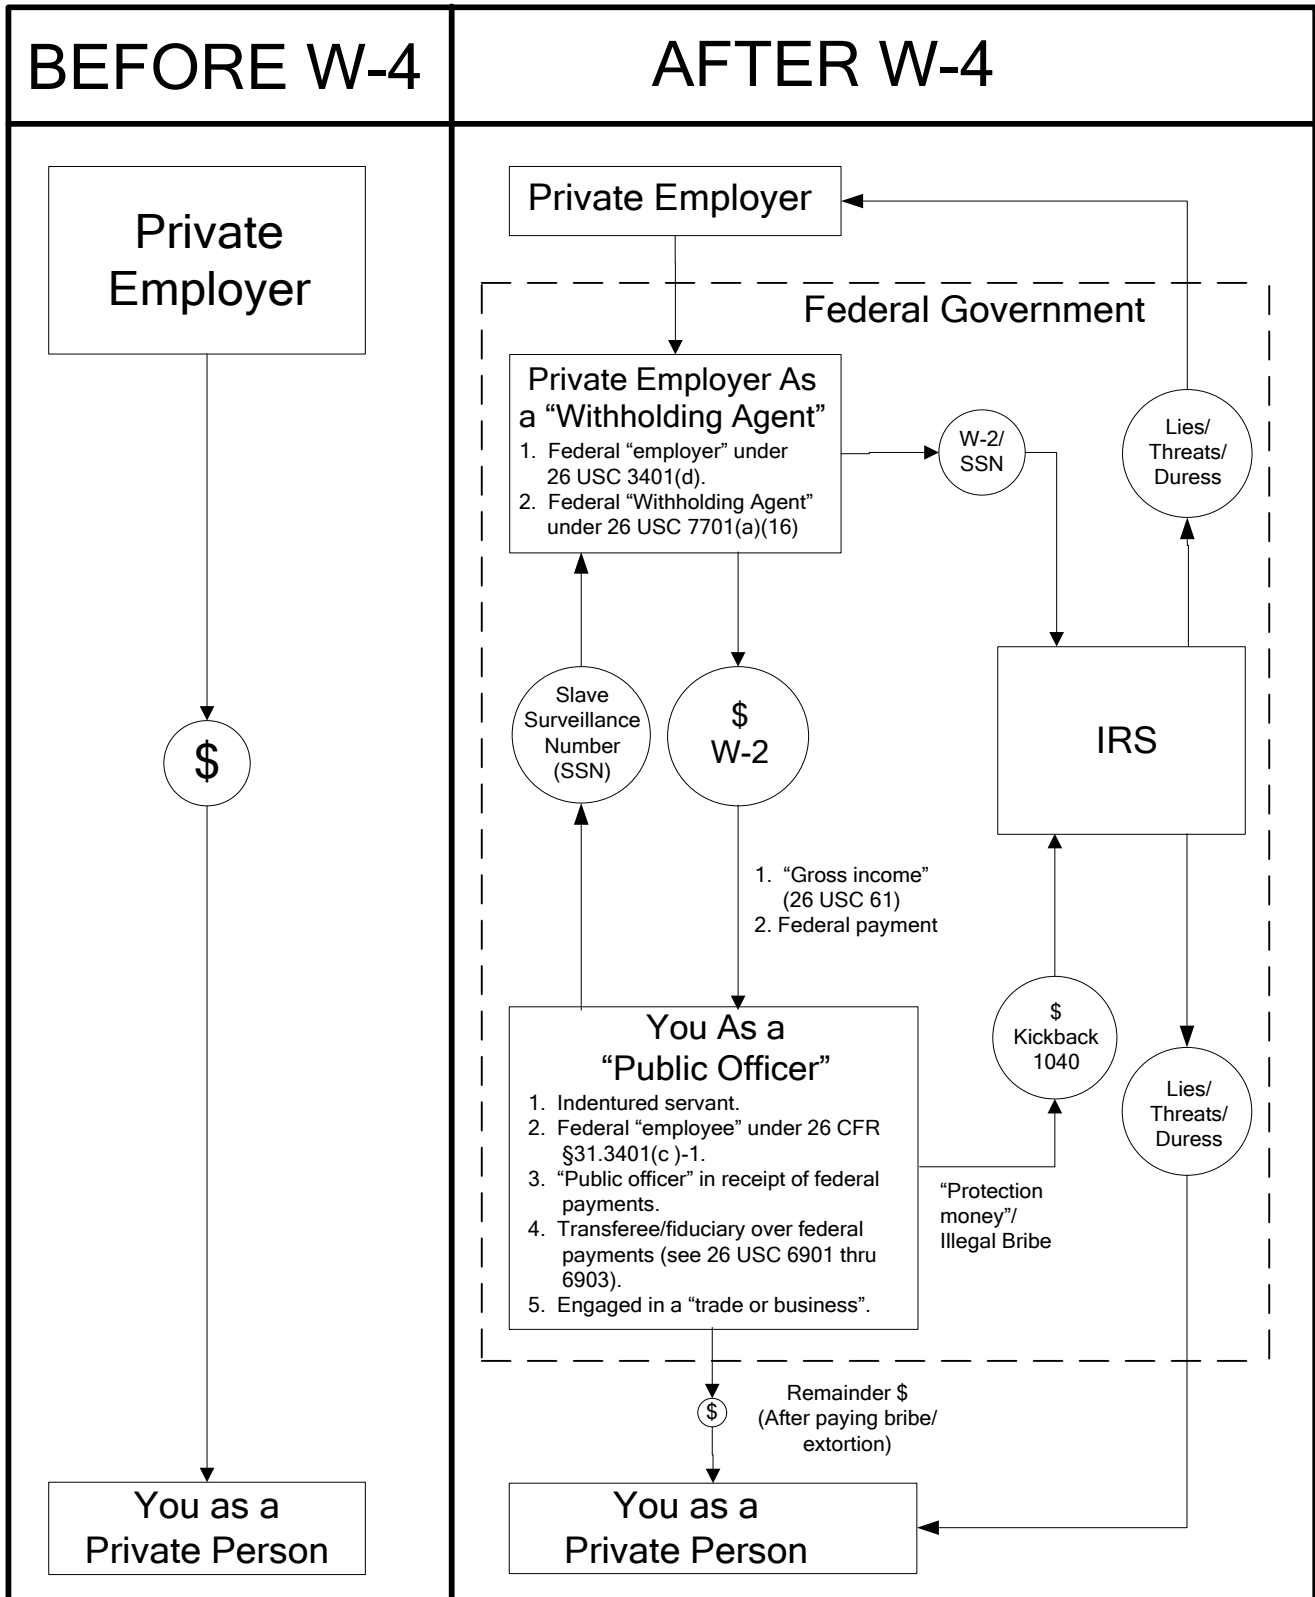 BEFORE W-4
AFTER W-4
Private
Employer
$
You as a
Private Person
Private Employer
Federal Government
Private Employer As
a “Withholding Agent”
1. Federal “employer” under
26 USC 3401(d).
2. Federal “Withholding Agent”
under 26 USC 7701(a)(16)
W-2/
SSN
Lies/
Threats/
Duress
Slave
Surveillance
Number
(SSN)
$
W-2
IRS
1. “Gross income”
(26 USC 61)
2. Federal payment
You As a
“Public Officer”
1. Indentured servant.
2. Federal “employee” under 26 CFR
§31.3401(c )-1.
3. “Public officer” in receipt of federal
payments.
4. Transferee/fiduciary over federal
payments (see 26 USC 6901 thru
6903).
5. Engaged in a “trade or business”.
$
Kickback
1040
Lies/
Threats/
Duress
“Protection
money”/
Illegal Bribe
$
Remainder $
(After paying bribe/
extortion)
You as a
Private Person